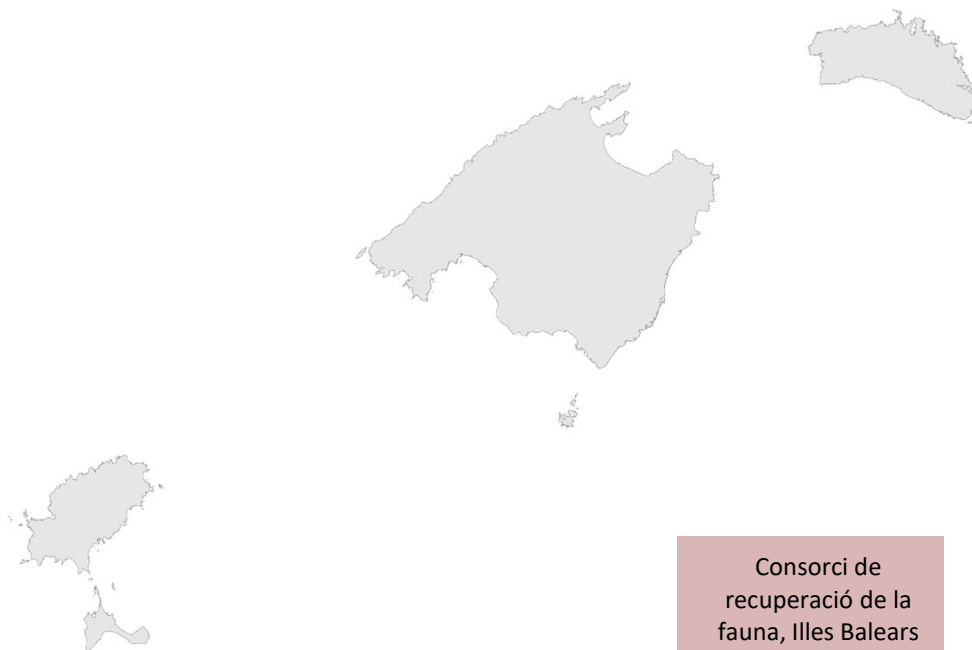 Consorci de
recuperació de la
fauna, Illes Balears